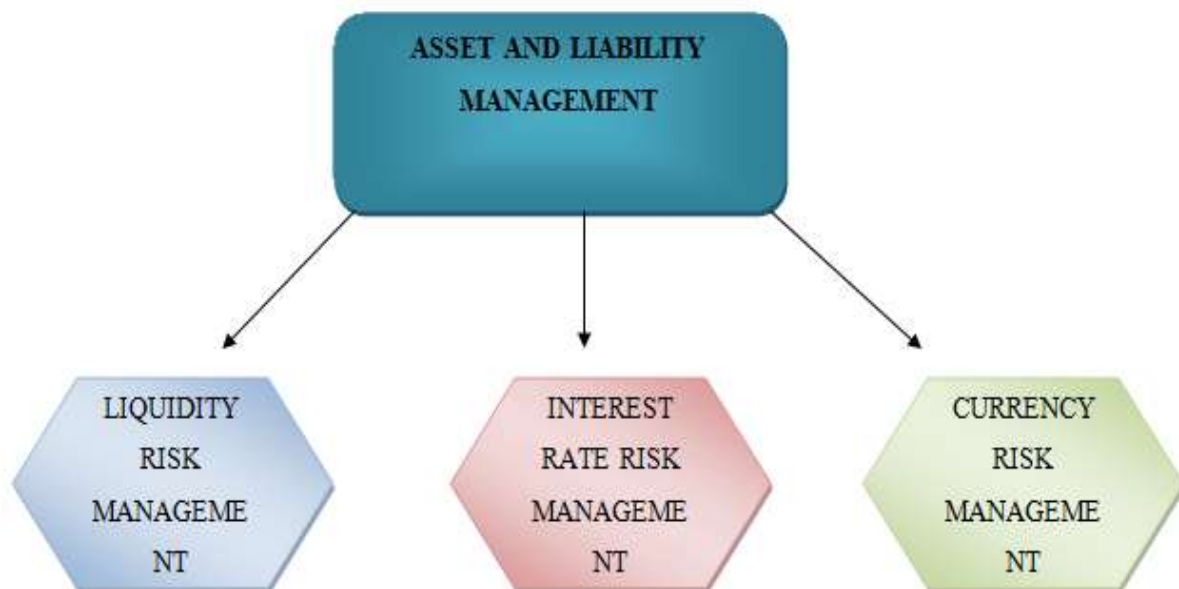 ASSET AND LIABILITY
MANAGEMENT
LIQUIDITY
RISK
MANAGEME
NT
INTEREST
RATE RISK
MANAGEME
NT
CURRENCY
RISK
MANAGEME
NT